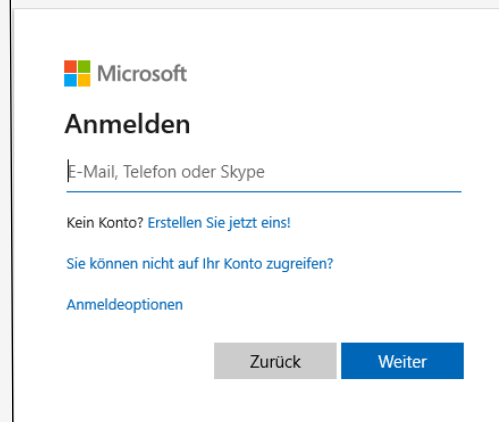 Microsoft
Anmelden
E-Mail, Telefon oder Skype
Kein Konto? Erstellen Sie jetzt eins!
Sie können nicht auf Ihr Konto zugreifen?
Anmeldeoptionen
Zurück Weiter